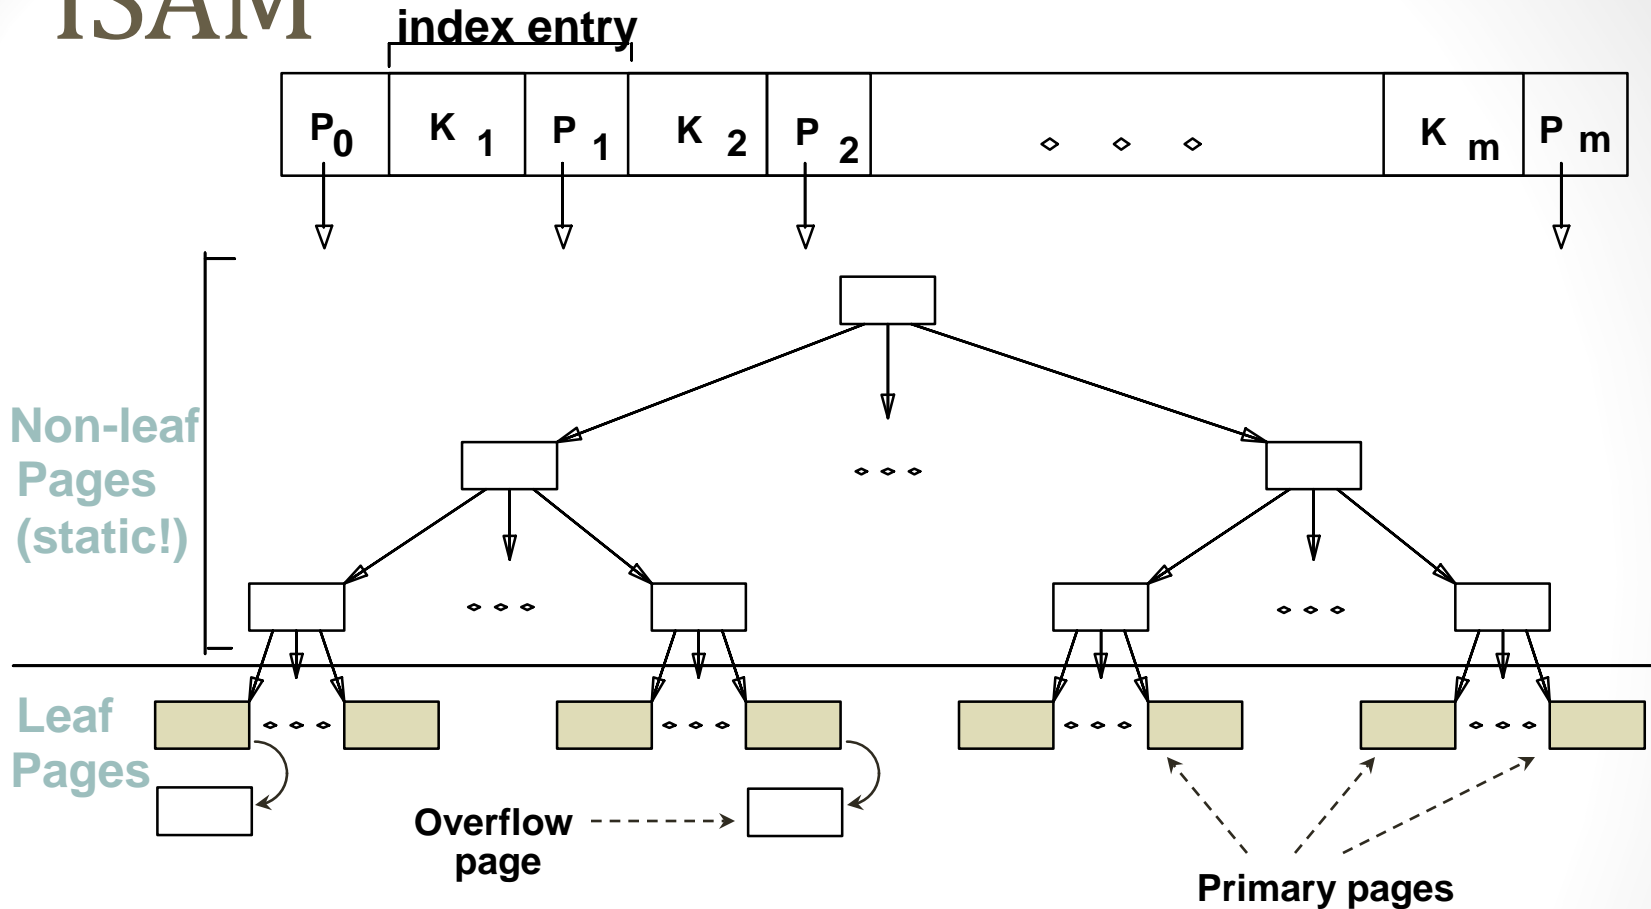 ISAM
index entry
P0 K 1 P 1 K 2 P 2 K m P m
Non-leaf
Pages
(static!)
Leaf
Pages
Overflow
page
Primary pages